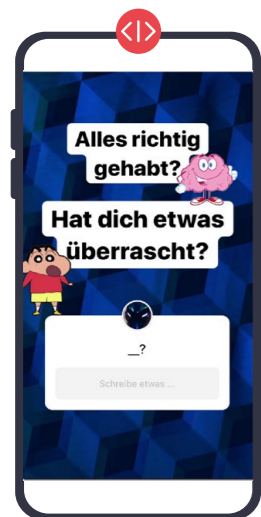 Alles richtig
gehabt?
Hat dich etwas
überrascht?
__?
Schreibe etwas ...